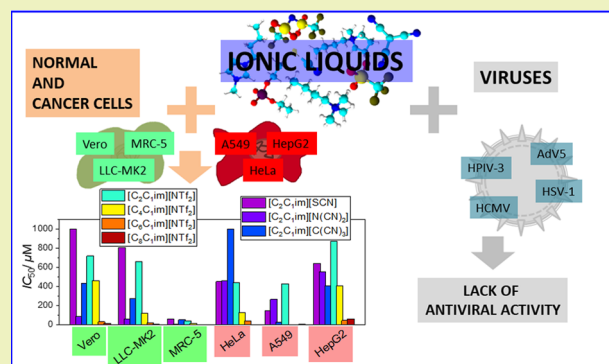 NORMAL
AND
CANCER CELLS
IONIC LIQUIDS
VIRUSES
Vero
MRC-5
LLC-MK2
A549
HepG2
HeLa
HPIV-3
AdV5
HCMV
HSV-1
[C₂C₁im][NTf₂]
[C₄C₁im][NTf₂]
[C₆C₁im][NTf₂]
[C₈C₁im][NTf₂]
[C₂C₁im][SCN]
[C₂C₁im][N(CN)₂]
[C₂C₁im][C(CN)₃]
IC₅₀/ µM
1000
800
600
400
200
0
Vero
LLC-MK2
MRC-5
HeLa
A549
HepG2
LACK OF
ANTIVIRAL ACTIVITY